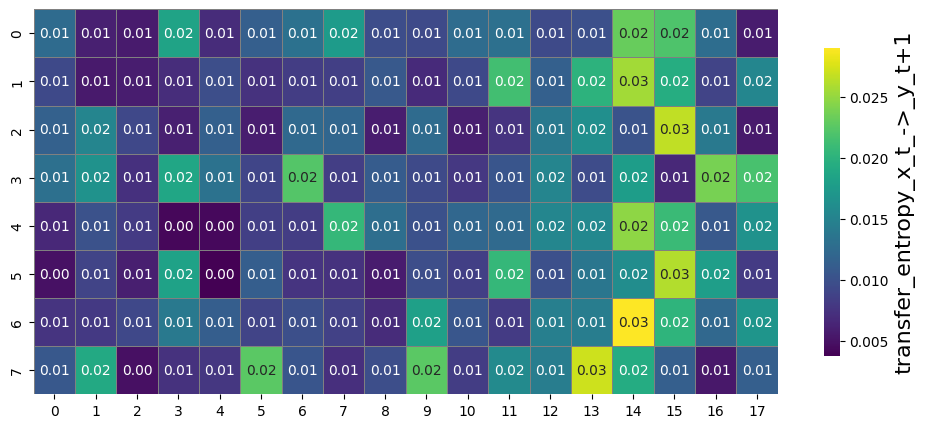 0 0.01 0.01 0.01 0.02 0.01 0.01 0.01 0.02 0.01 0.01 0.01 0.01 0.01 0.01 0.02 0.02 0.01 0.01
1 0.01 0.01 0.01 0.01 0.01 0.01 0.01 0.01 0.01 0.01 0.01 0.02 0.01 0.02 0.03 0.02 0.01 0.02
2 0.01 0.02 0.01 0.01 0.01 0.01 0.01 0.01 0.01 0.01 0.01 0.01 0.01 0.02 0.01 0.03 0.01 0.01
3 0.01 0.02 0.01 0.02 0.01 0.01 0.02 0.01 0.01 0.01 0.01 0.01 0.01 0.01 0.02 0.01 0.02 0.02
4 0.01 0.01 0.01 0.00 0.00 0.01 0.01 0.02 0.01 0.01 0.01 0.01 0.02 0.02 0.02 0.02 0.01 0.02
5 0.00 0.01 0.01 0.02 0.00 0.01 0.01 0.01 0.01 0.01 0.01 0.02 0.01 0.01 0.02 0.03 0.02 0.01
6 0.01 0.01 0.01 0.01 0.01 0.01 0.01 0.01 0.01 0.02 0.01 0.01 0.01 0.01 0.03 0.02 0.01 0.02
7 0.01 0.02 0.00 0.01 0.01 0.02 0.01 0.01 0.01 0.02 0.01 0.01 0.01 0.03 0.02 0.01 0.01 0.01
0 1 2 3 4 5 6 7 8 9 10 11 12 13 14 15 16 17
0.025
0.020
0.015
0.010
0.005
transfer_entropy_x_t_->_y_t+1